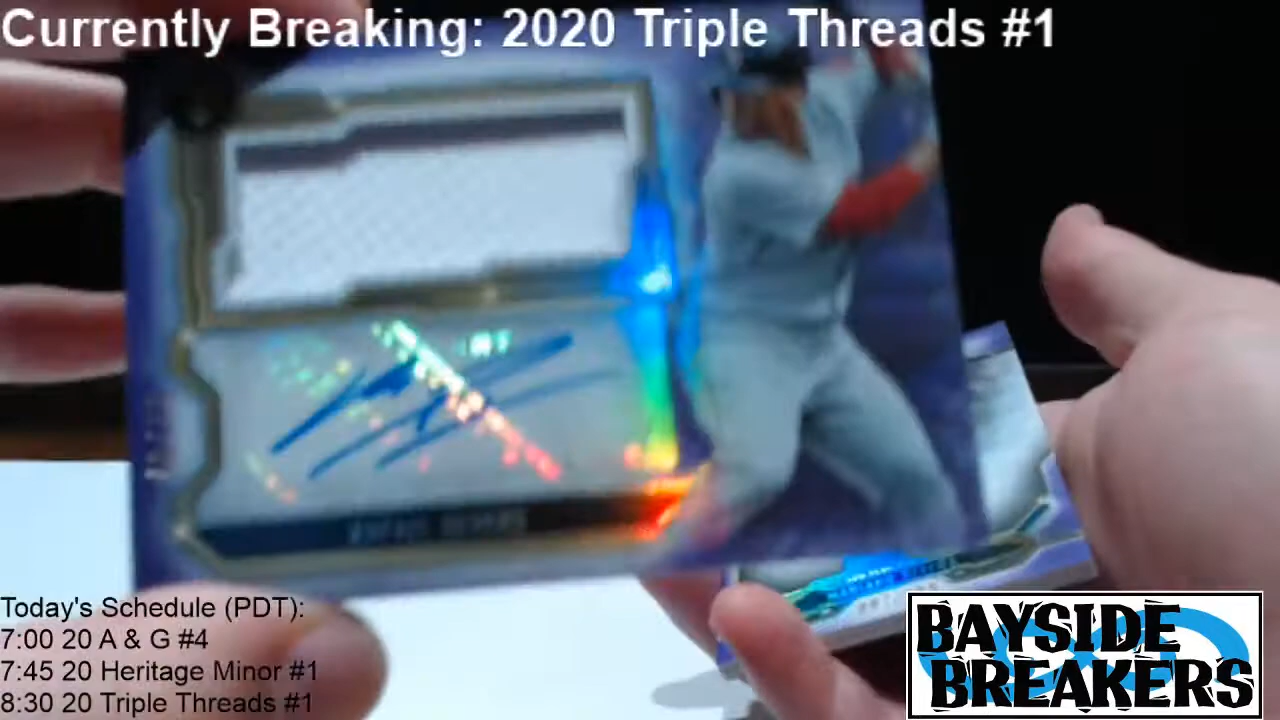 Currently Breaking: 2020 Triple Threads #1
Today's Schedule (PDT):
7:00 20 A & G #4
7:45 20 Heritage Minor #1
8:30 20 Triple Threads #1
BAYSIDE
BREAKERS